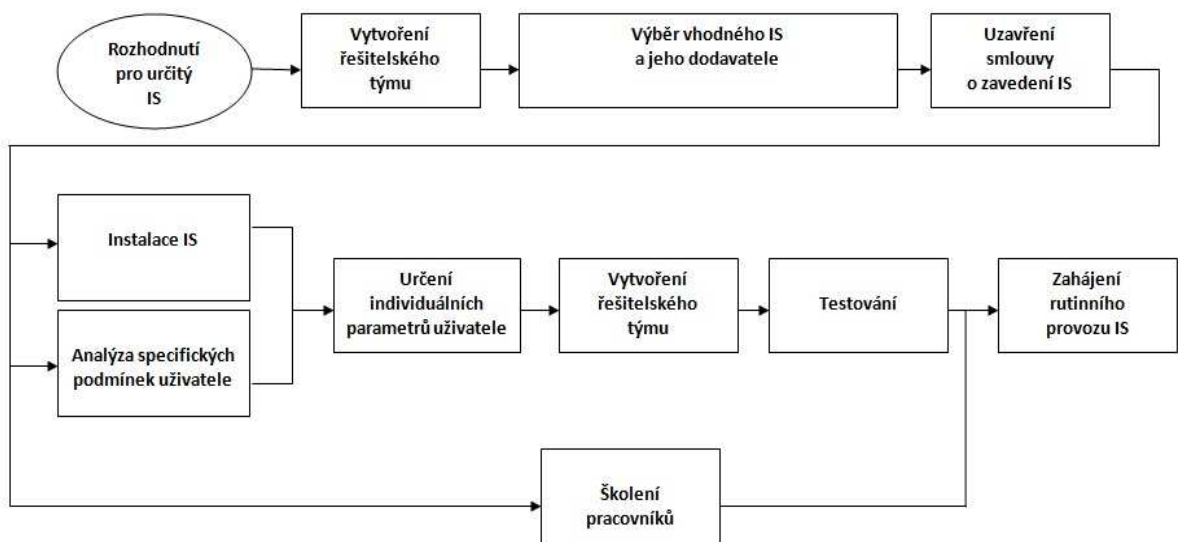 Rozhodnutí
pro určitý
IS
Vytvoření
řešitelského
týmu
Výběr vhodného IS
a jeho dodavatele
Uzavření
smlouvy
o zavedení IS
Instalace IS
Analýza specifických
podmínek uživatele
Určení
individuálních
parametrů uživatele
Vytvoření
řešitelského
týmu
Testování
Zahájení
rutinního
provozu IS
Školení
pracovníků